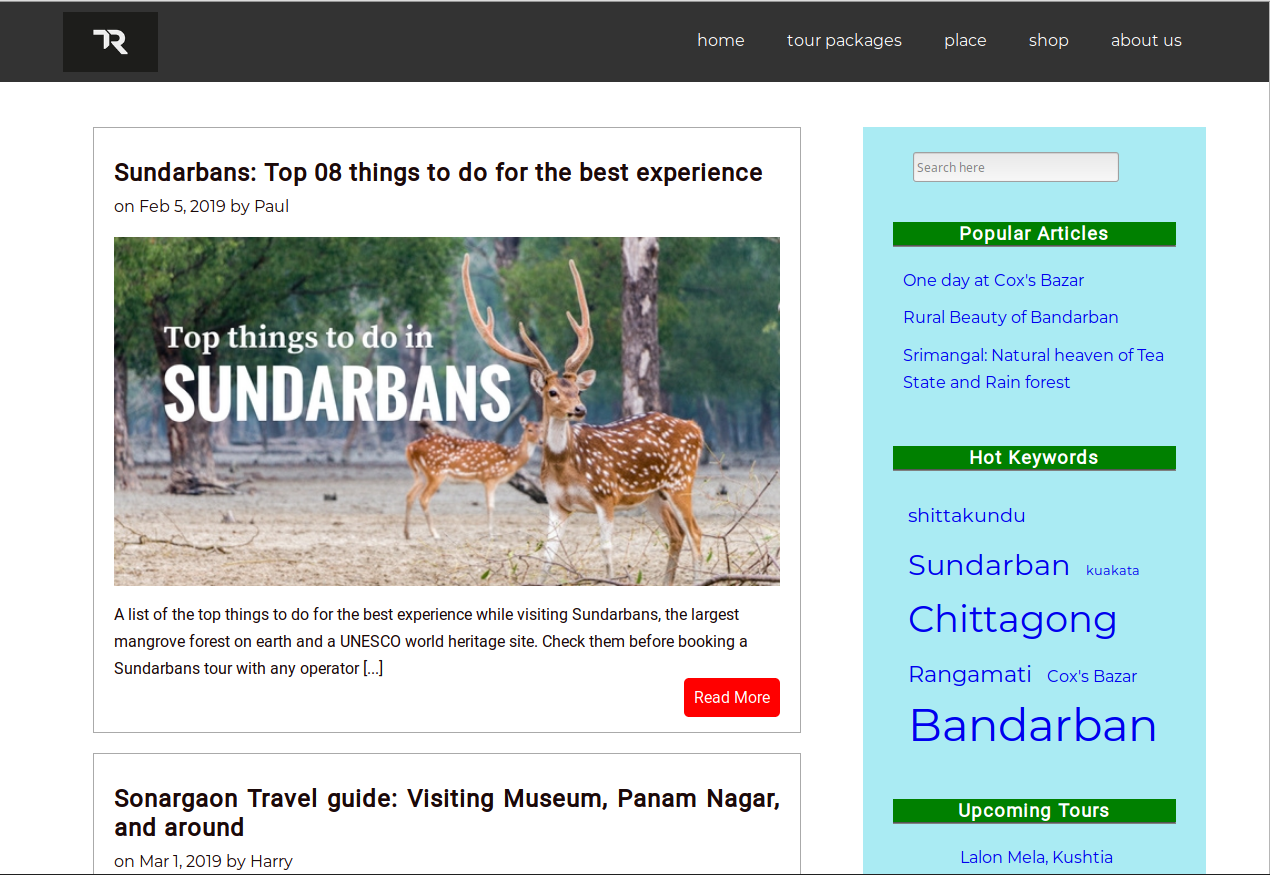 TR
home tour packages place shop about us
Sundarbans: Top 08 things to do for the best experience
on Feb 5, 2019 by Paul
Top things to do in
SUNDARBANS
A list of the top things to do for the best experience while visiting Sundarbans, the largest
mangrove forest on earth and a UNESCO world heritage site. Check them before booking a
Sundarbans tour with any operator [...]
Read More
Sonargaon Travel guide: Visiting Museum, Panam Nagar,
and around
on Mar 1, 2019 by Harry
Search here
Popular Articles
One day at Cox's Bazar
Rural Beauty of Bandarban
Srimangal: Natural heaven of Tea
State and Rain forest
Hot Keywords
shittakundu
Sundarban kuakata
Chittagong
Rangamati Cox's Bazar
Bandarban
Upcoming Tours
Lalon Mela, Kushtia